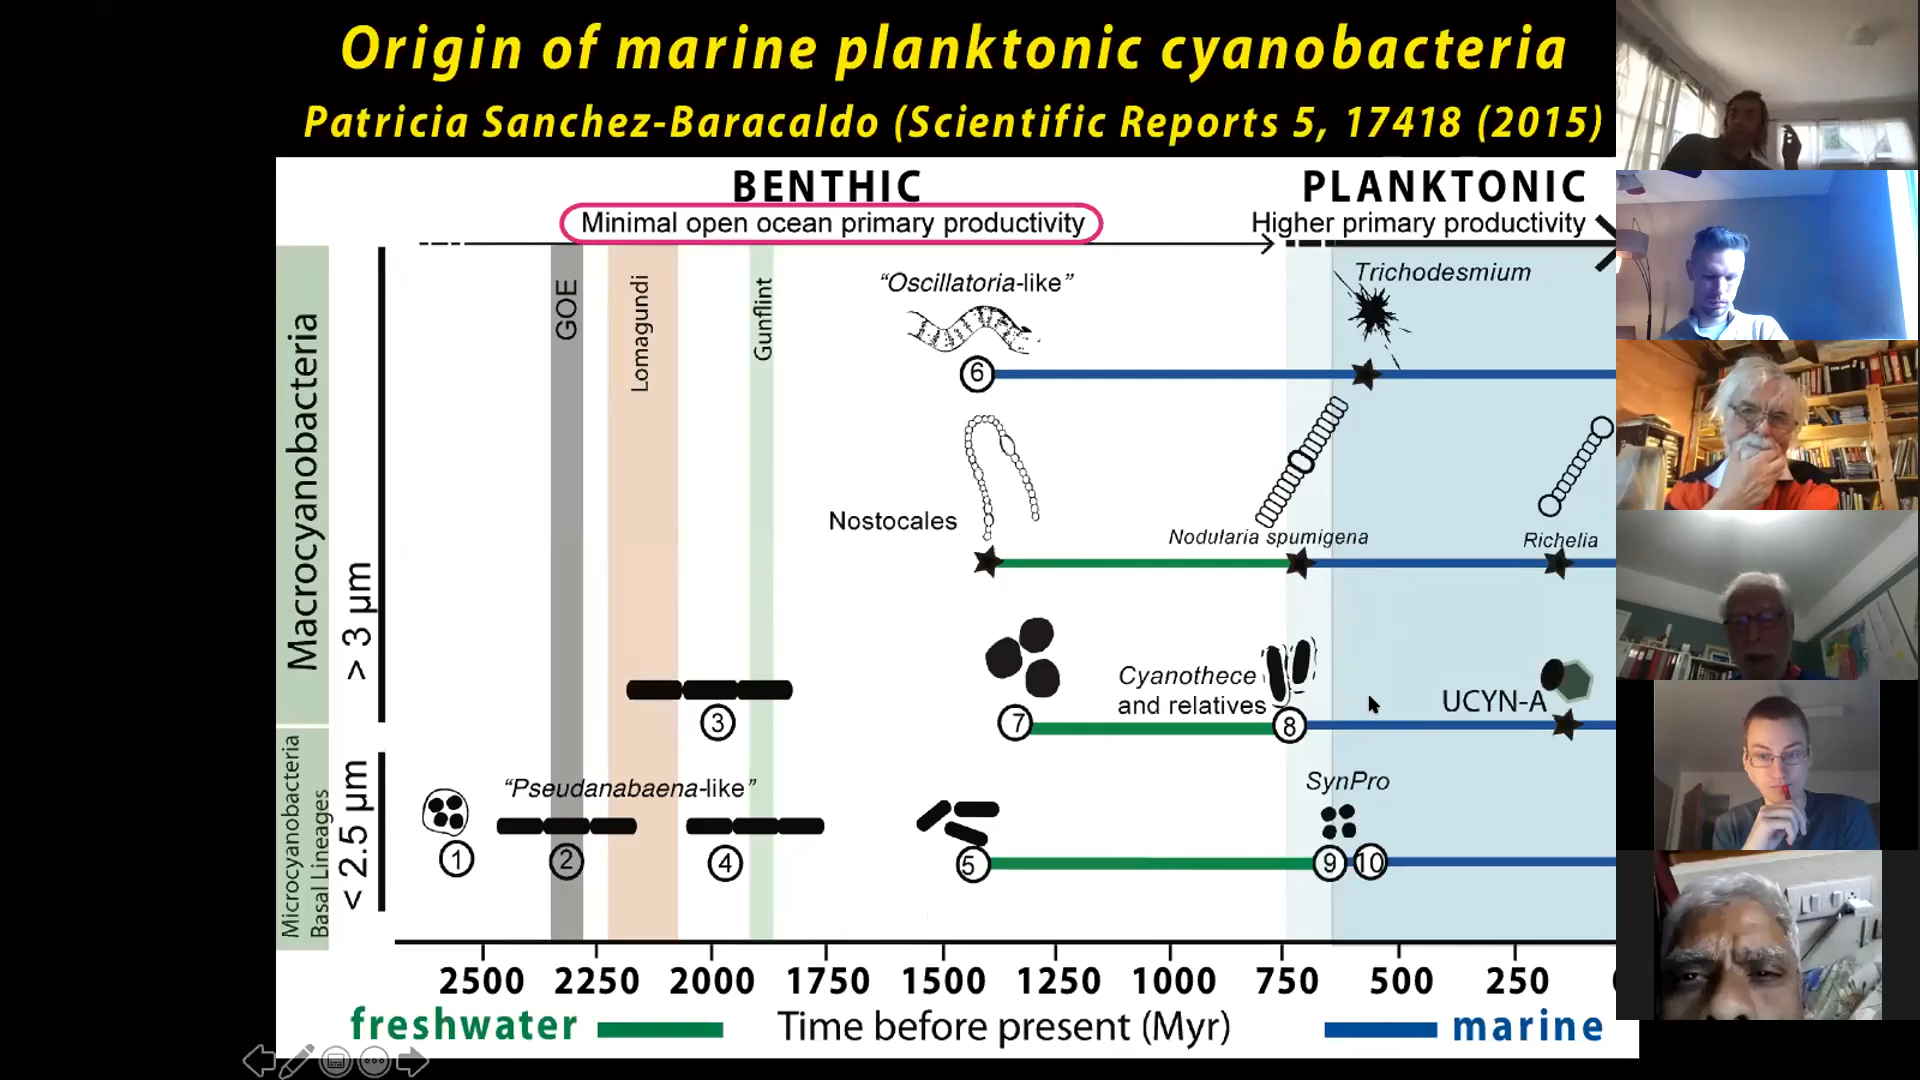 Origin of marine planktonic cyanobacteria
Patricia Sanchez-Baracaldo (Scientific Reports 5, 17418 (2015)
BENTHIC
PLANKTONIC
Minimal open ocean primary productivity
Higher primary productivity
Macrocyanobacteria
> 3 µm
Microcyanobacteria
Basal Lineages
< 2.5 µm
GOE
Lomagundi
Gunflint
“Oscillatoria-like”
Trichodesmium
6
Nostocales
Nodularia spumigena
Richelia
Cyanothece
and relatives
UCYN-A
3
7
8
“Pseudanabaena-like”
SynPro
1
2
4
5
9
10
2500 2250 2000 1750 1500 1250 1000 750 500 250
freshwater
Time before present (Myr)
marine